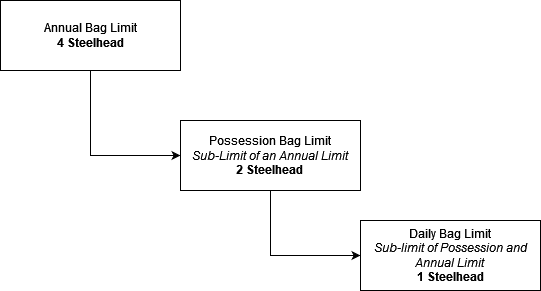 Annual Bag Limit
4 Steelhead
Possession Bag Limit
Sub-Limit of an Annual Limit
2 Steelhead
Daily Bag Limit
Sub-limit of Possession and
Annual Limit
1 Steelhead